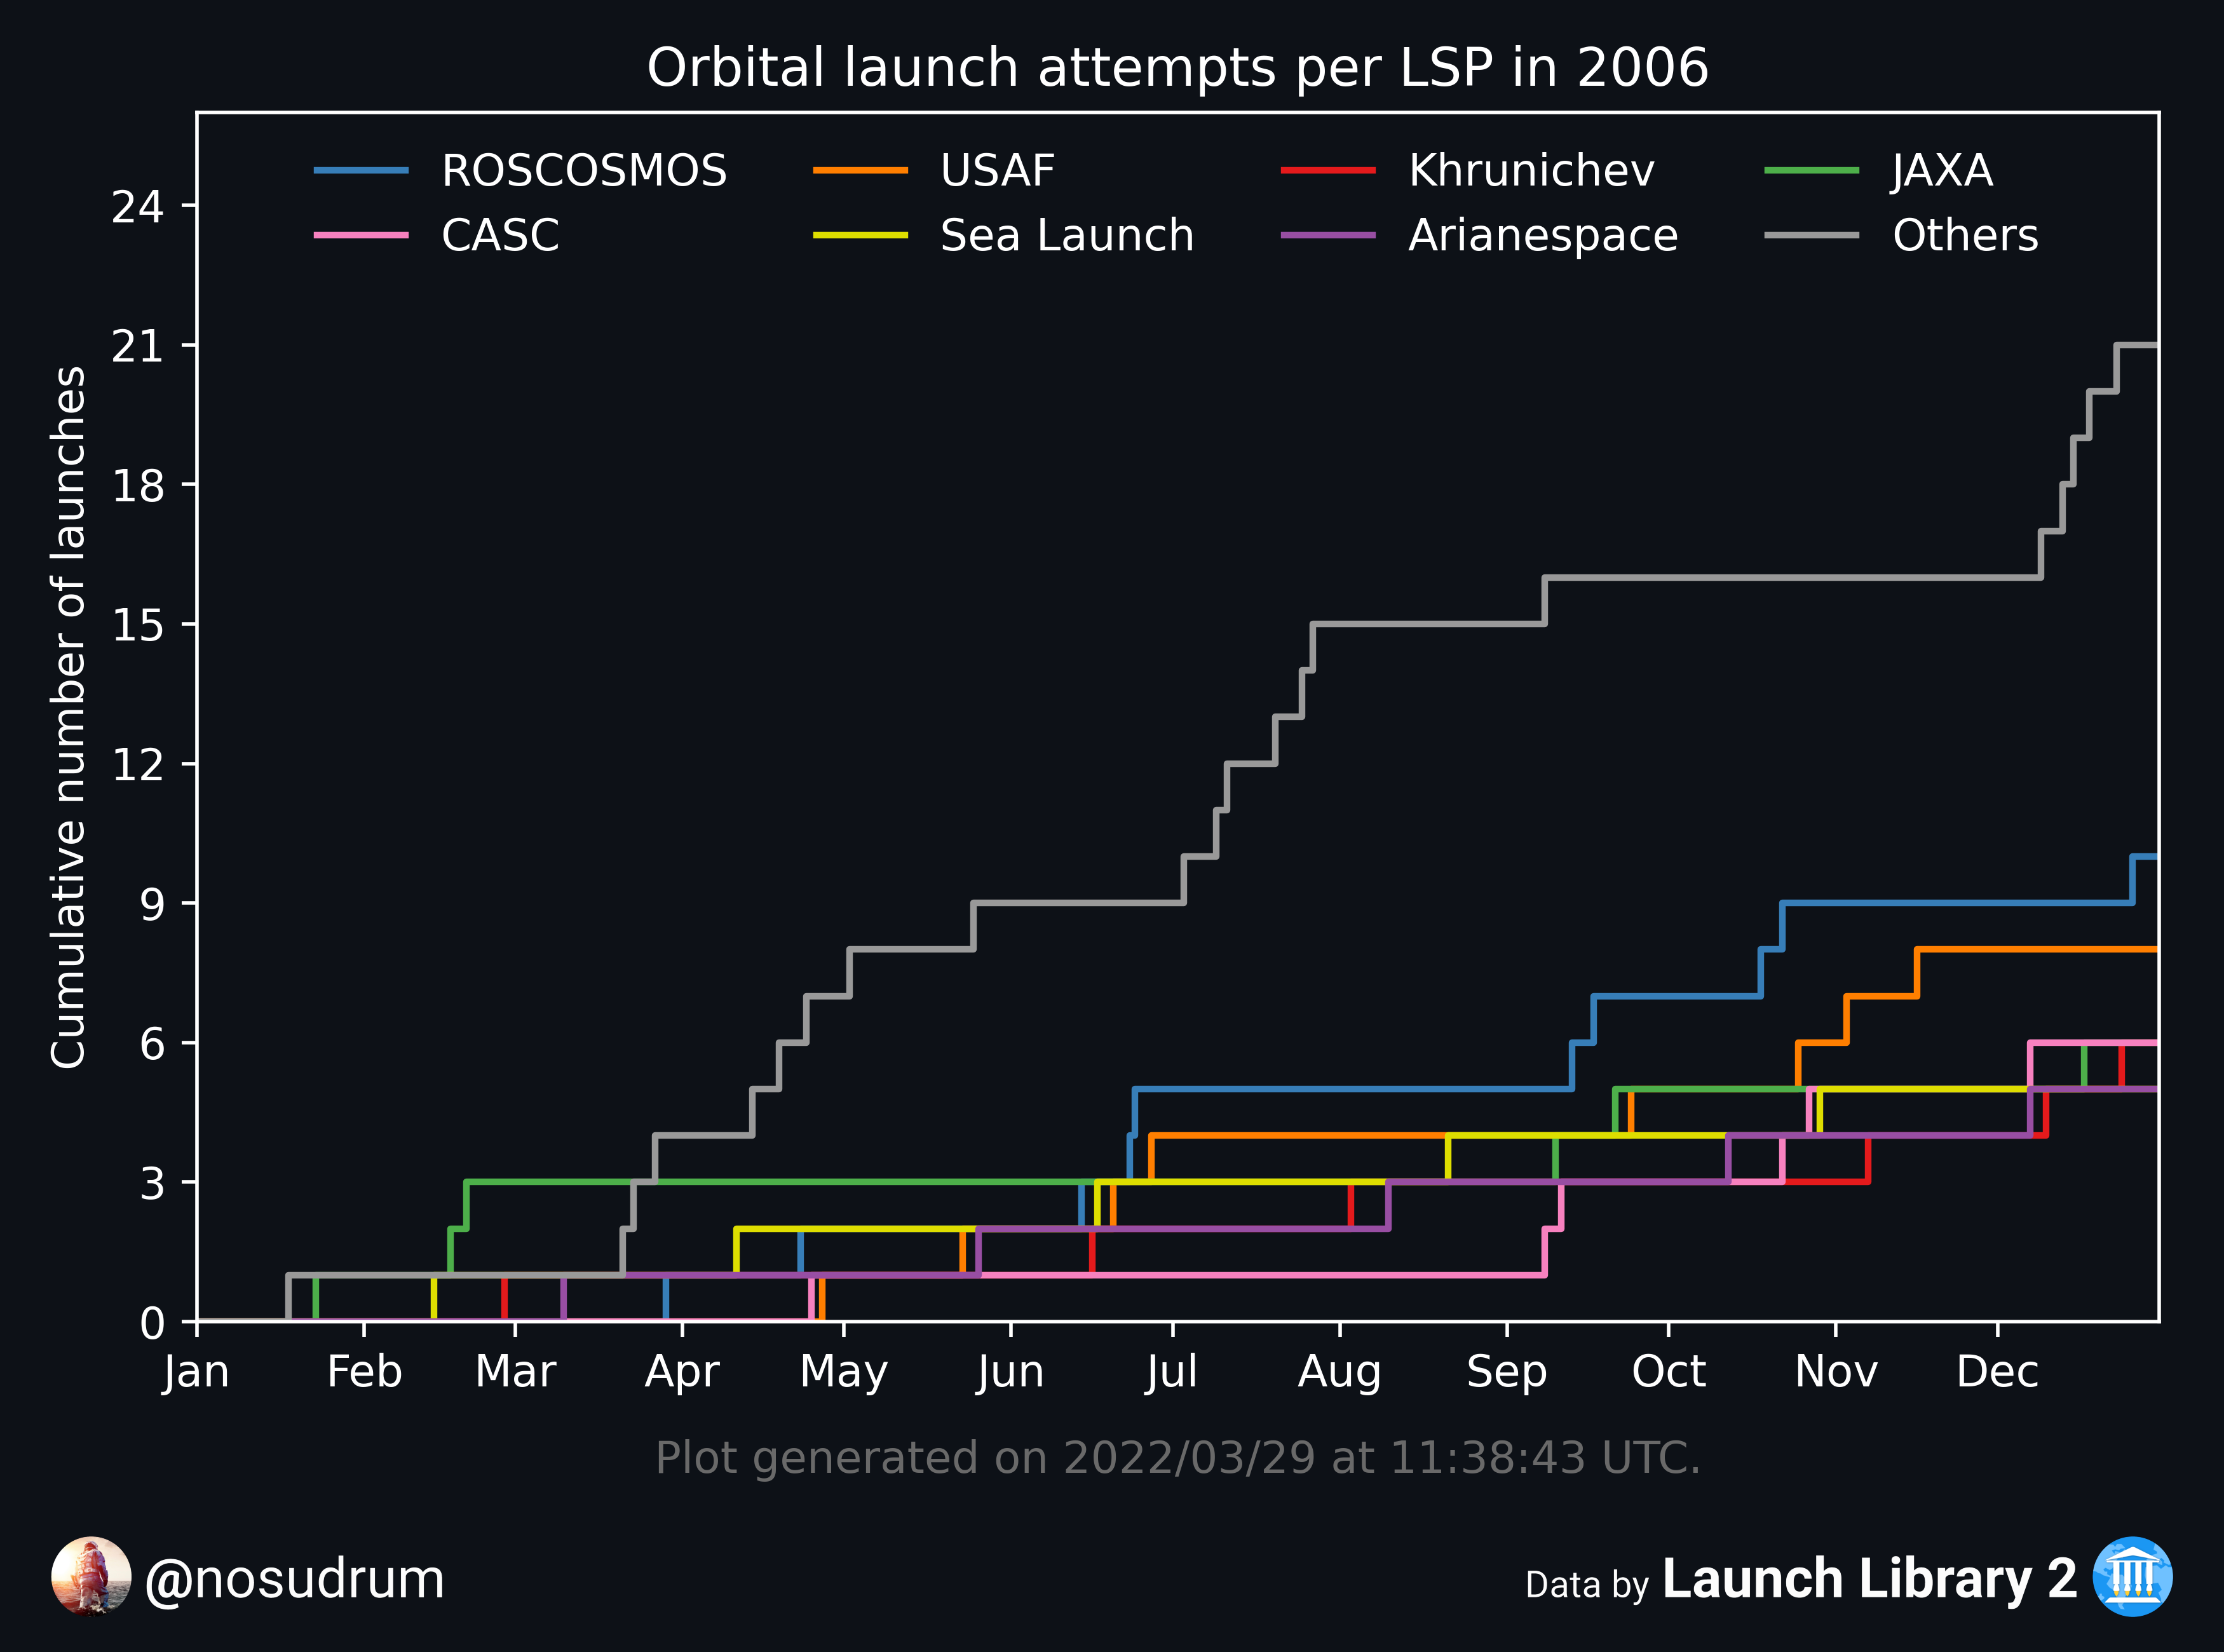 Orbital launch attempts per LSP in 2006
ROSCOSMOS USAF Khrunichev JAXA
CASC Sea Launch Arianespace Others
Cumulative number of launches
24
21
18
15
12
9
6
3
0
Jan Feb Mar Apr May Jun Jul Aug Sep Oct Nov Dec
Plot generated on 2022/03/29 at 11:38:43 UTC.
@nosudrum
Data by Launch Library 2